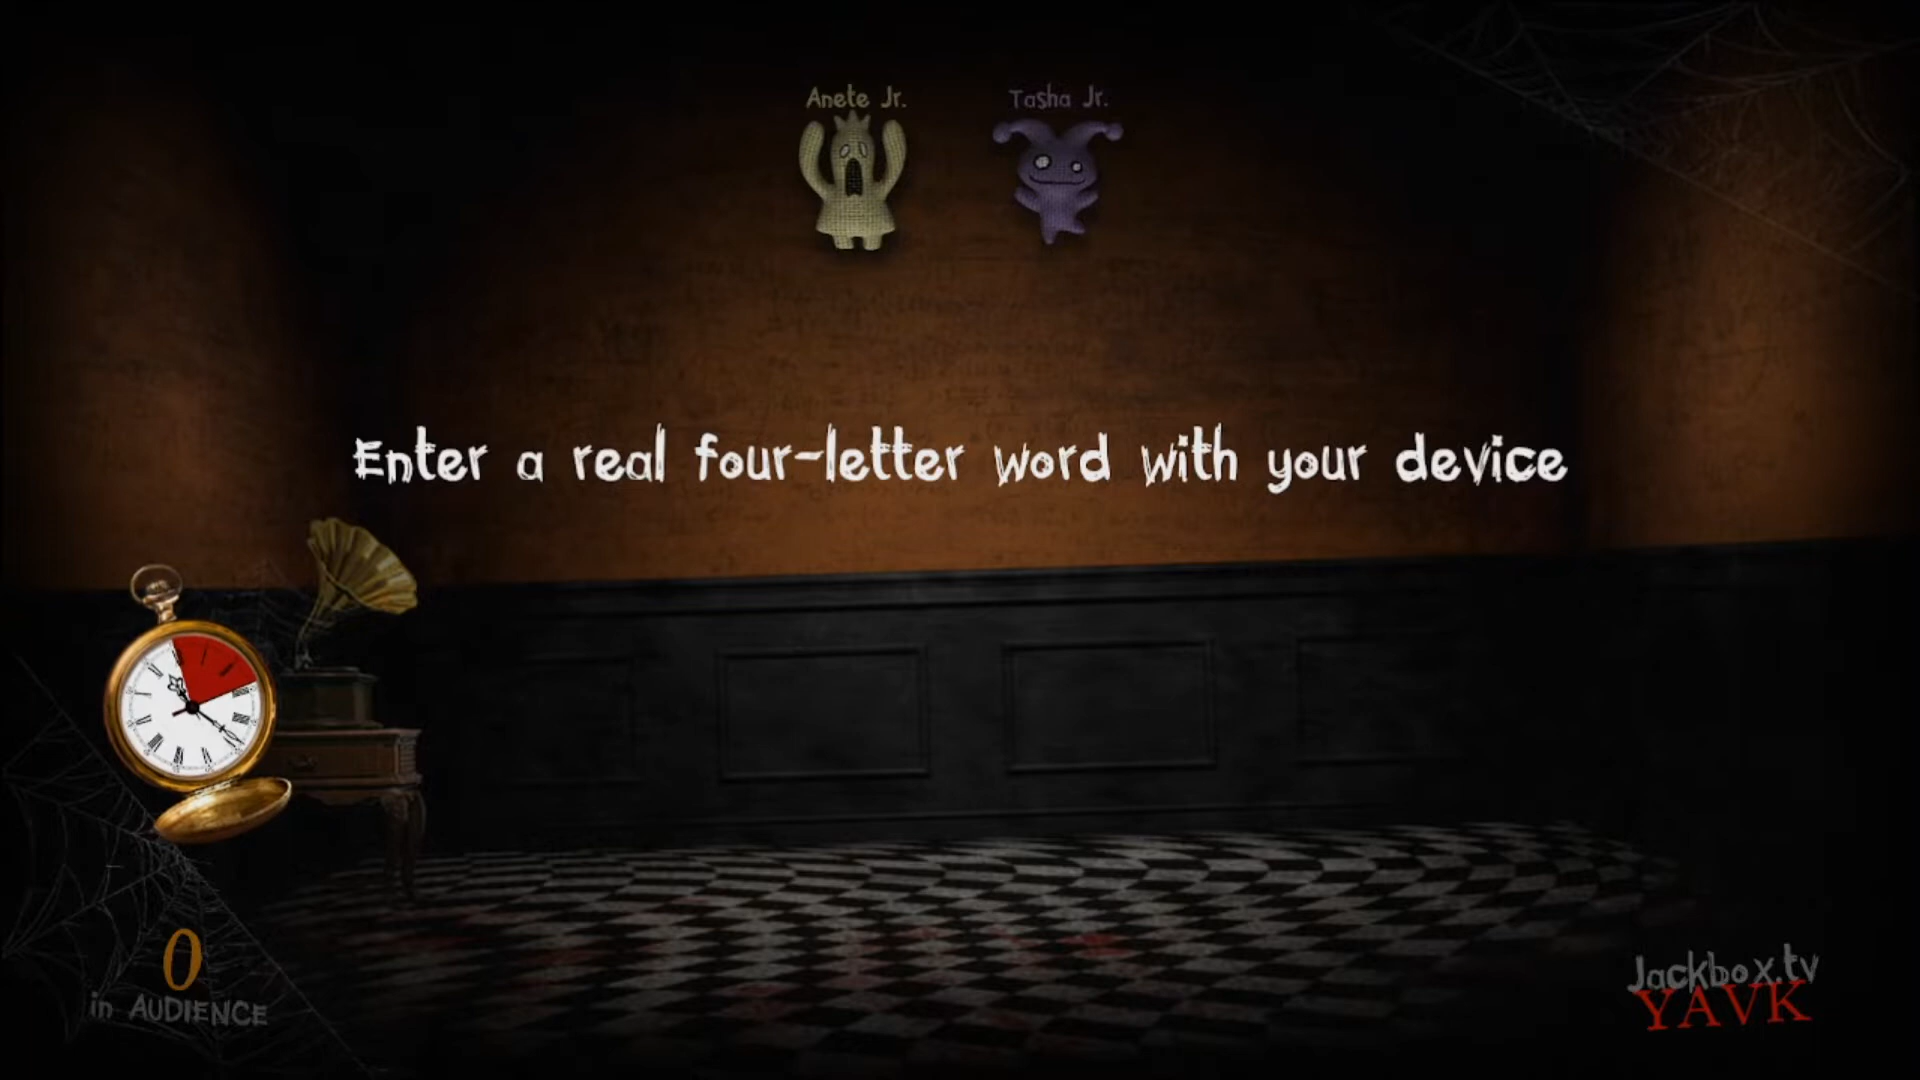 Anete Jr.
Tasha Jr.
Enter a real four-letter word with your device
0
in AUDIENCE
Jackbox.tv
YAVK